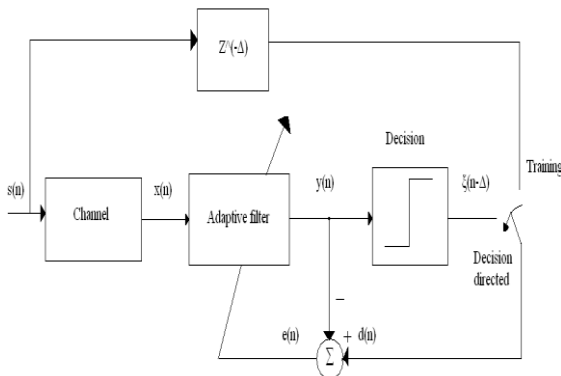 Z^(-Δ)
Decision
Training
s(n)
x(n)
y(n)
ξ(n-Δ)
Channel
Adaptive filter
Decision
directed
−
e(n)
+
d(n)
Σ